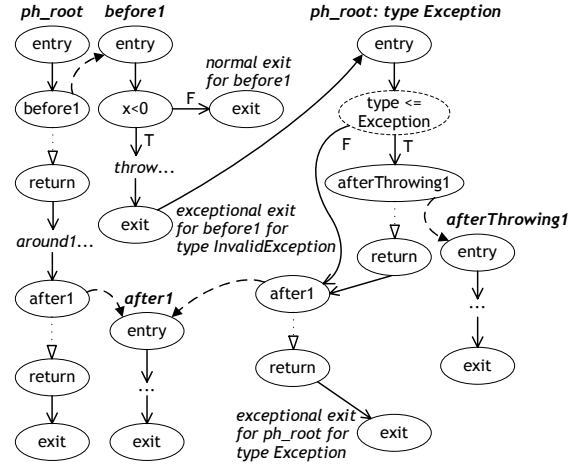 ph_root
before1
ph_root: type Exception
entry
entry
entry
normal exit
for before1
before1
x<0
F
exit
type <=
Exception
T
F
T
throw...
return
afterThrowing1
exit
exceptional exit
for before1 for
type InvalidException
afterThrowing1
around1...
return
entry
after1
after1
after1
entry
...
return
...
return
exit
exceptional exit
for ph_root for
type Exception
exit
exit
exit